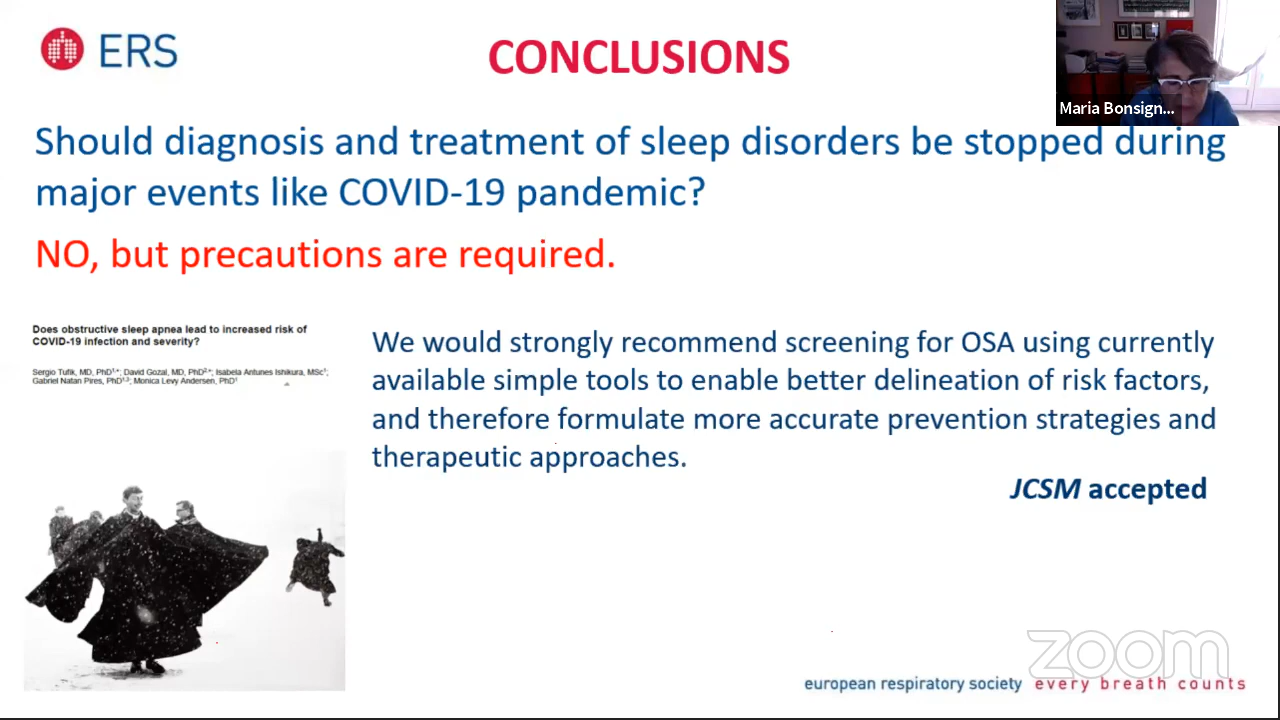 ERS
CONCLUSIONS
Maria Bonsign...
Should diagnosis and treatment of sleep disorders be stopped during
major events like COVID-19 pandemic?
NO, but precautions are required.
Does obstructive sleep apnea lead to increased risk of
COVID-19 infection and severity?
Sergio Tufik, MD, PhD1,*; David Gozal, MD, PhD2,*; Isabela Antunes Ishikura, MSc1;
Gabriel Natan Pires, PhD1,3; Monica Levy Andersen, PhD1
We would strongly recommend screening for OSA using currently
available simple tools to enable better delineation of risk factors,
and therefore formulate more accurate prevention strategies and
therapeutic approaches.
JCSM accepted
zoom
european respiratory society every breath counts